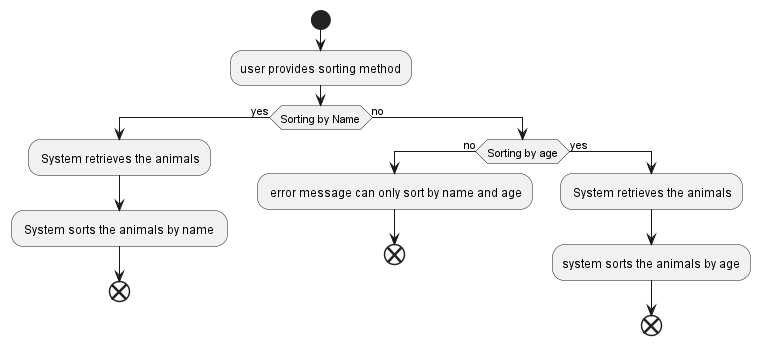 user provides sorting method
Sorting by Name
yes
no
System retrieves the animals
System sorts the animals by name
Sorting by age
no
yes
error message can only sort by name and age
System retrieves the animals
system sorts the animals by age